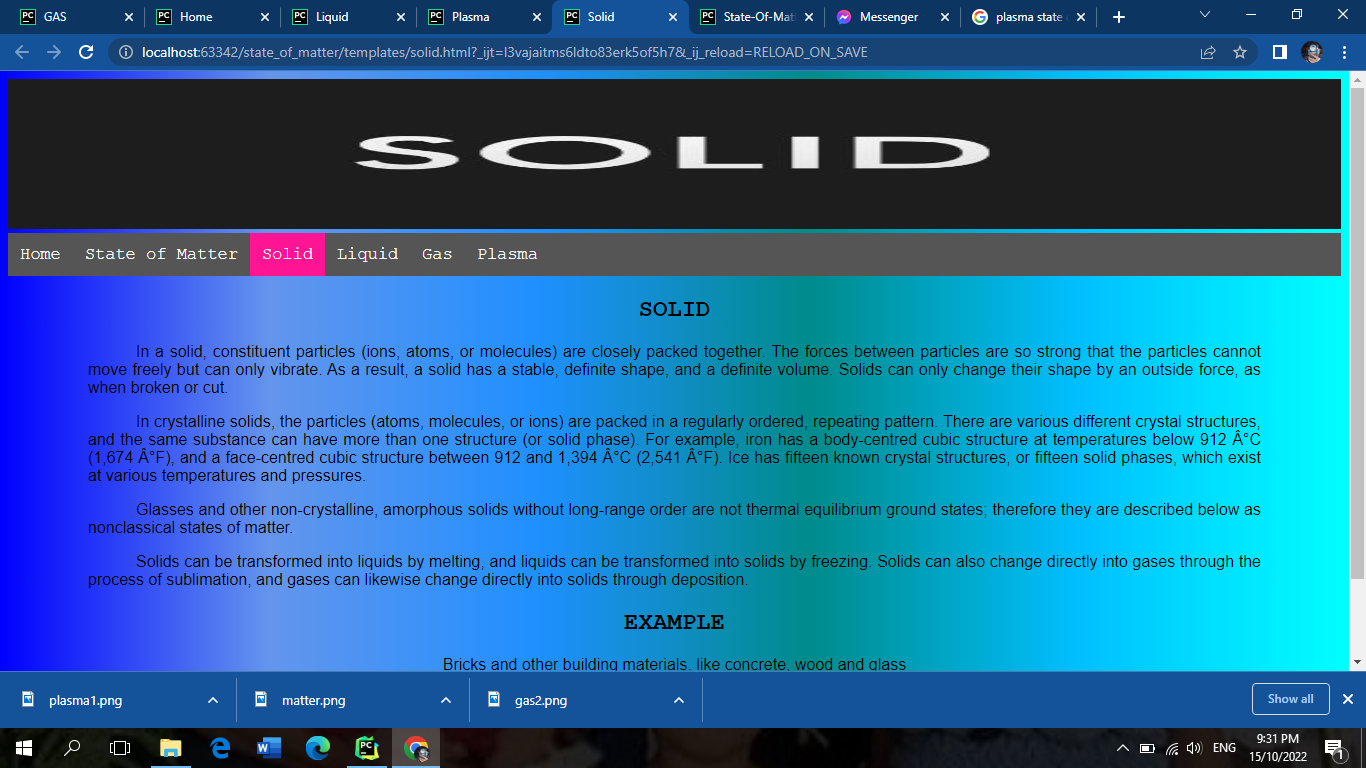 GAS
Home
Liquid
Plasma
Solid
State-Of-Mat
Messenger
plasma state
localhost:63342/state_of_matter/templates/solid.html?_ijt=l3vajaitms6ldto83erk5of5h7&_ij_reload=RELOAD_ON_SAVE
SOLID
Home State of Matter Solid Liquid Gas Plasma
SOLID
In a solid, constituent particles (ions, atoms, or molecules) are closely packed together. The forces between particles are so strong that the particles cannot
move freely but can only vibrate. As a result, a solid has a stable, definite shape, and a definite volume. Solids can only change their shape by an outside force, as
when broken or cut.
In crystalline solids, the particles (atoms, molecules, or ions) are packed in a regularly ordered, repeating pattern. There are various different crystal structures,
and the same substance can have more than one structure (or solid phase). For example, iron has a body-centred cubic structure at temperatures below 912 Â°C
(1,674 Â°F), and a face-centred cubic structure between 912 and 1,394 Â°C (2,541 Â°F). Ice has fifteen known crystal structures, or fifteen solid phases, which exist
at various temperatures and pressures.
Glasses and other non-crystalline, amorphous solids without long-range order are not thermal equilibrium ground states; therefore they are described below as
nonclassical states of matter.
Solids can be transformed into liquids by melting, and liquids can be transformed into solids by freezing. Solids can also change directly into gases through the
process of sublimation, and gases can likewise change directly into solids through deposition.
EXAMPLE
Bricks and other building materials, like concrete, wood and glass
plasma1.png
matter.png
gas2.png
Show all
ENG
9:31 PM
15/10/2022
1